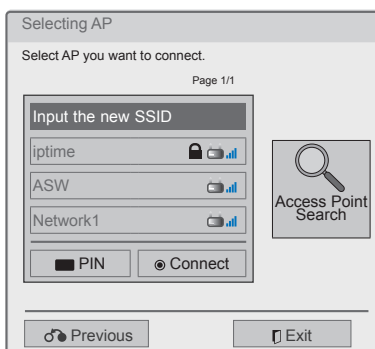 Selecting AP
Select AP you want to connect.
Page 1/1
Input the new SSID
iptime
ASW
Network1
PIN
Connect
Access Point
Search
Previous
Exit